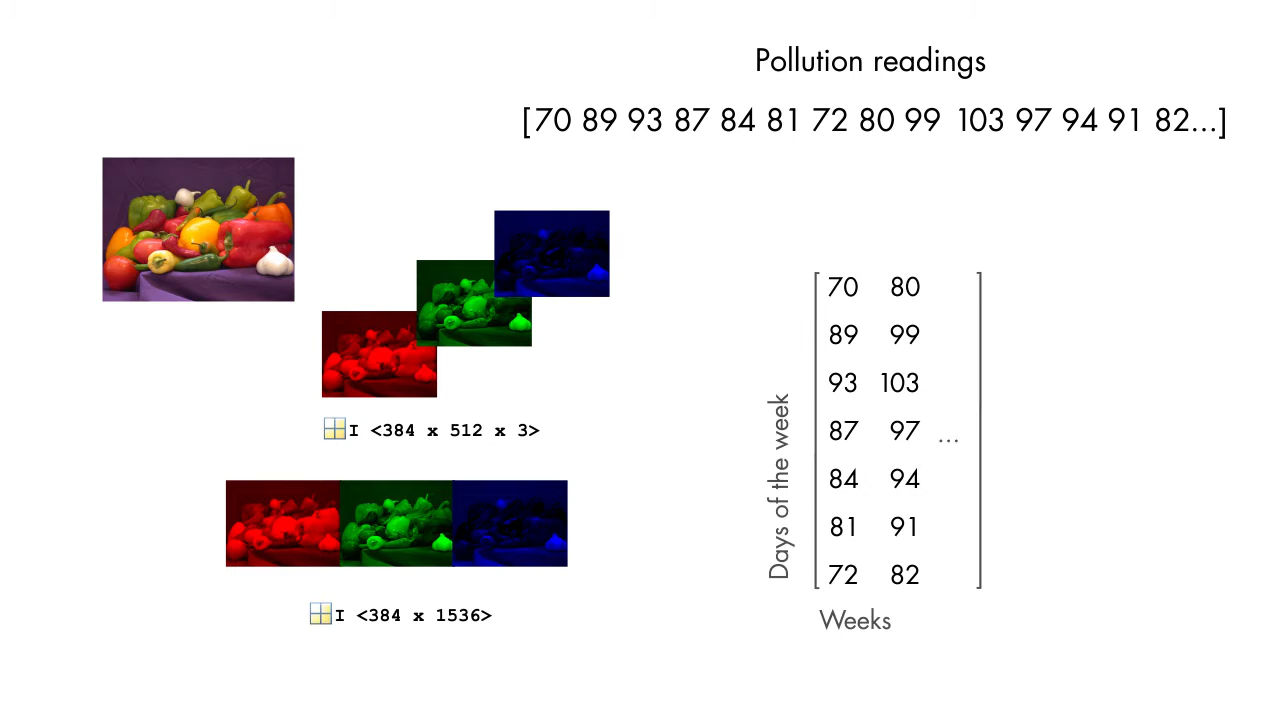 Pollution readings
[70 89 93 87 84 81 72 80 99 103 97 94 91 82...]
I <384 x 512 x 3>
I <384 x 1536>
Days of the week
70 80
89 99
93 103
87 97 ...
84 94
81 91
72 82
Weeks